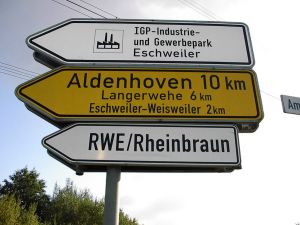 IGP-Industrie-
und Gewerbepark
Eschweiler
Aldenhoven 10 km
Langerwehe 6 km
Eschweiler-Weisweiler 2 km
RWE/Rheinbraun